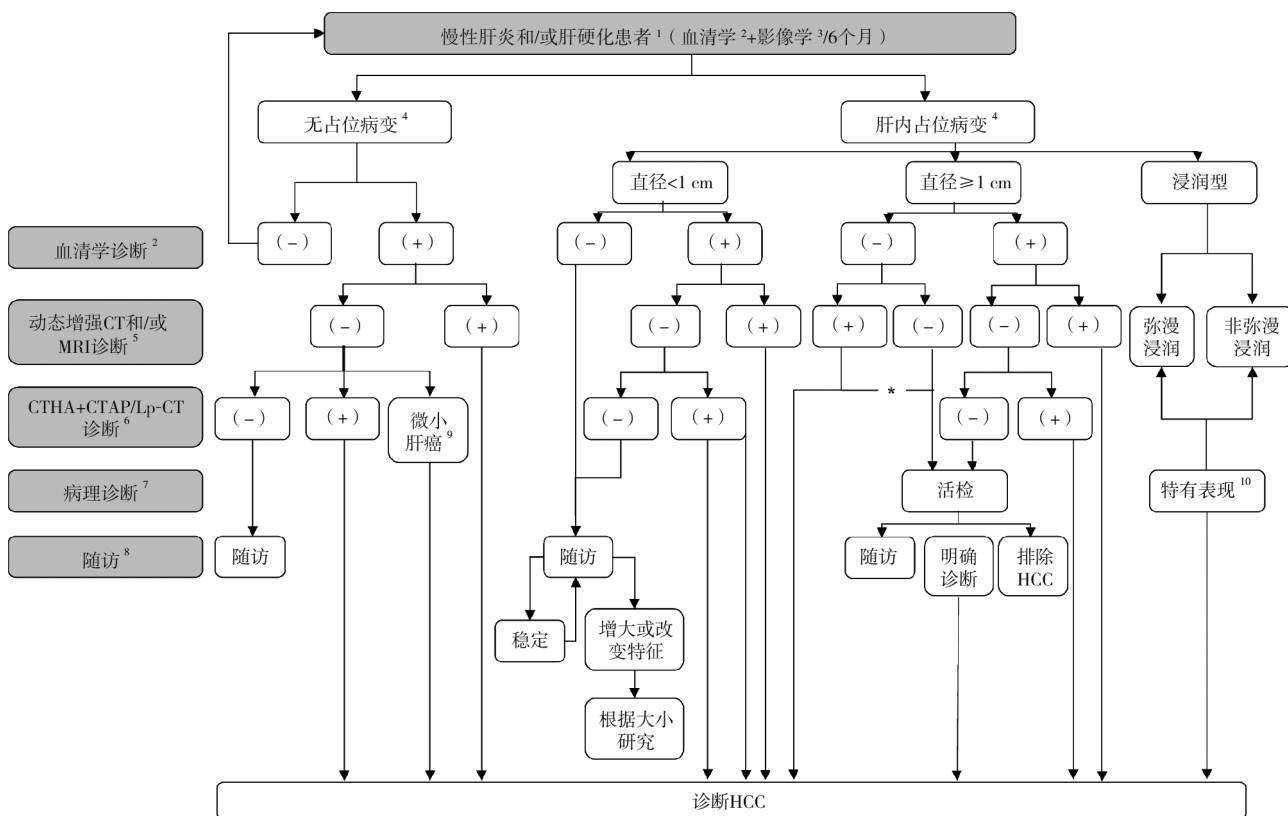 慢性肝炎和/或肝硬化患者 1 (血清学 2+影像学 3/6个月)
无占位病变 4
肝内占位病变 4
直径<1 cm
直径≥1 cm
浸润型
血清学诊断 2
(-)
(+)
(-)
(+)
(-)
(+)
动态增强CT和/或
MRI诊断 5
(-)
(+)
(-)
(+)
(+)
(-)
(-)
(+)
弥漫
浸润
非弥漫
浸润
*
CTHA+CTAP/Lp-CT
诊断 6
(-)
(+)
微小
肝癌 9
(-)
(+)
(-)
(+)
病理诊断 7
活检
特有表现 10
随访 8
随访
随访
随访
明确
诊断
排除
HCC
稳定
增大或改
变特征
根据大小
研究
诊断HCC